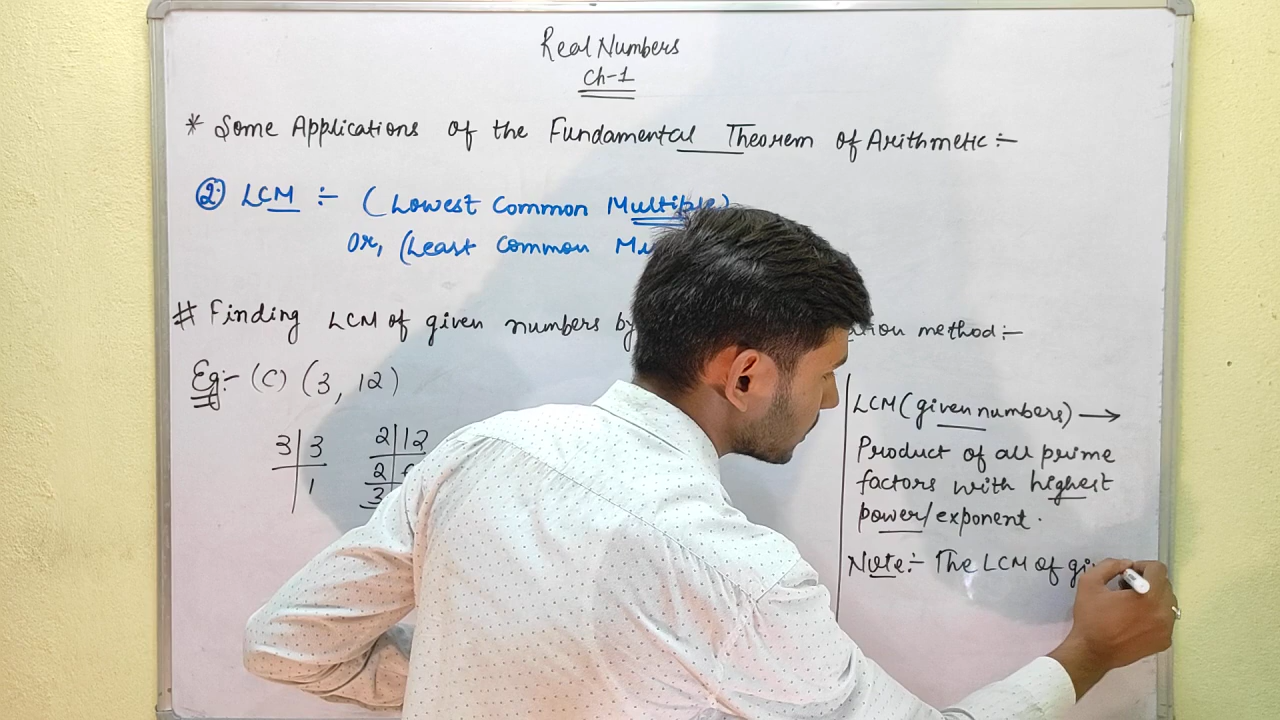 Real Numbers
Ch-1
* Some Applications of the Fundamental Theorem of Arithmetic :-
② LCM :- (Lowest Common Multiple)
Or, (Least Common
# Finding LCM of given numbers by method :-
Eg:- (C) (3, 12)
3 | 3
1
2 | 12
2
3
LCM (given numbers) →
Product of all prime
factors with highest
power/exponent.
Note:- The LCM of